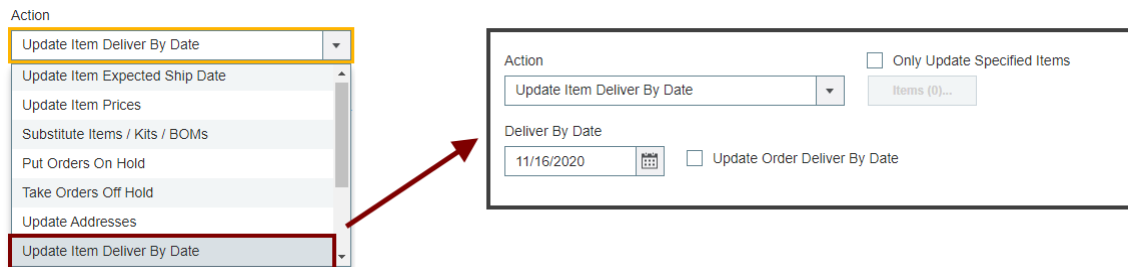 Action
Update Item Deliver By Date
Update Item Expected Ship Date
Update Item Prices
Substitute Items / Kits / BOMs
Put Orders On Hold
Take Orders Off Hold
Update Addresses
Update Item Deliver By Date
Action
Only Update Specified Items
Update Item Deliver By Date
Items (0)...
Deliver By Date
11/16/2020
Update Order Deliver By Date